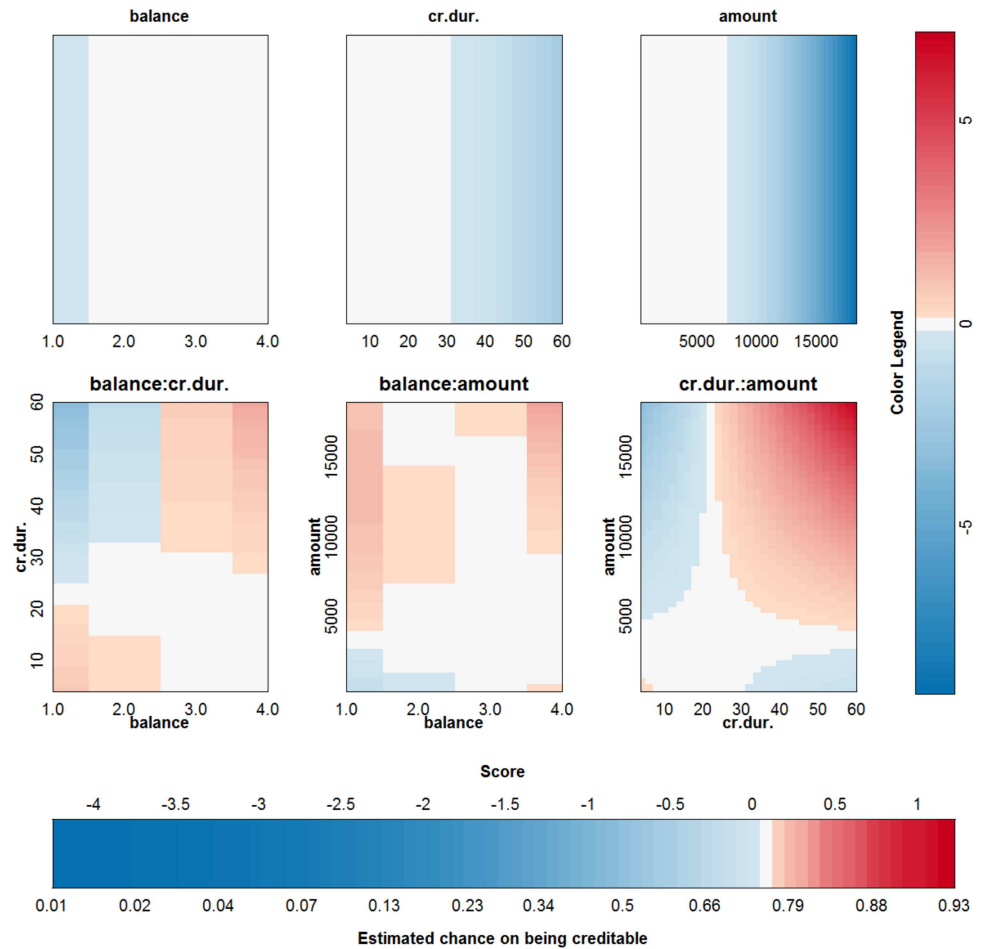 balance cr.dur. amount
1.0 2.0 3.0 4.0 10 20 30 40 50 60 5000 10000 15000
5 0 -5
Color Legend
balance:cr.dur. balance:amount cr.dur.:amount
cr.dur.
10 20 30 40 50 60
amount
5000 10000 15000
amount
5000 10000 15000
1.0 2.0 3.0 4.0 1.0 2.0 3.0 4.0 10 20 30 40 50 60
balance balance cr.dur.
Score
-4 -3.5 -3 -2.5 -2 -1.5 -1 -0.5 0 0.5 1
0.01 0.02 0.04 0.07 0.13 0.23 0.34 0.5 0.66 0.79 0.88 0.93
Estimated chance on being creditable